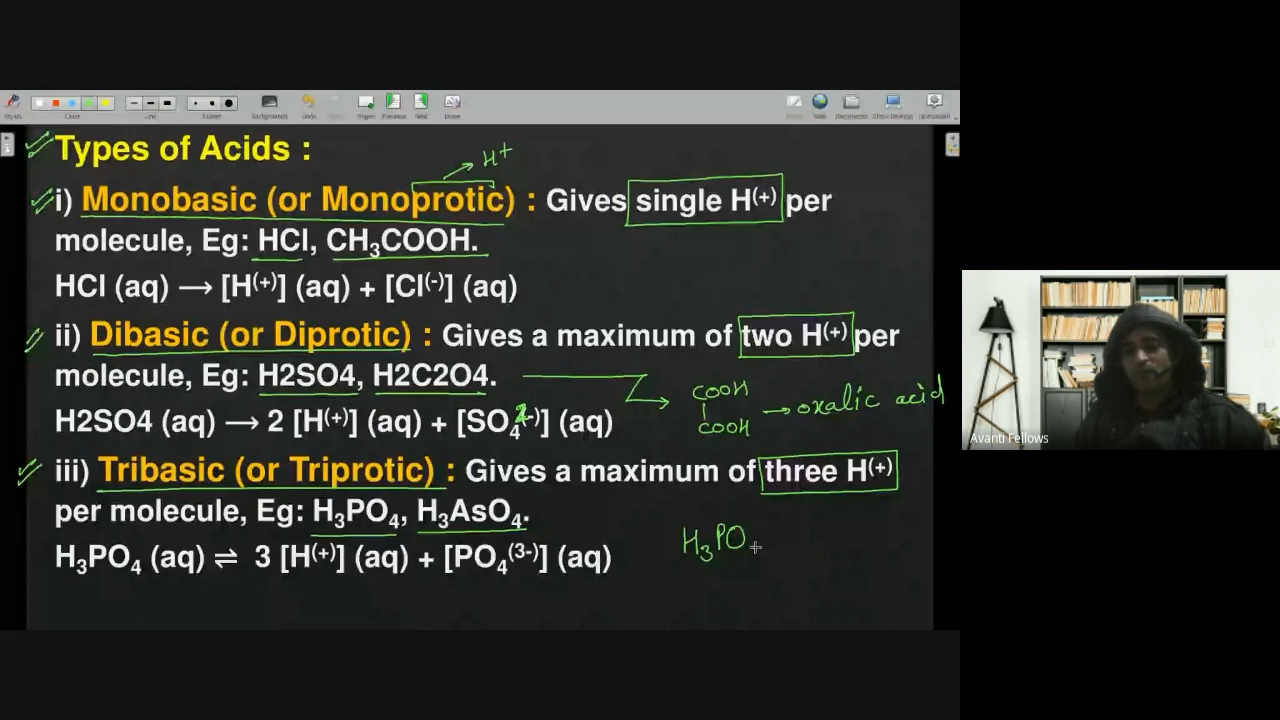 Types of Acids :
H+
i) Monobasic (or Monoprotic) : Gives single H(+) per
molecule, Eg: HCl, CH3COOH.
HCl (aq) ⟶ [H(+)] (aq) + [Cl(-)] (aq)
ii) Dibasic (or Diprotic) : Gives a maximum of two H(+) per
molecule, Eg: H2SO4, H2C2O4.
COOH
COOH → oxalic acid
H2SO4 (aq) ⟶ 2 [H(+)] (aq) + [SO4(2-)] (aq)
iii) Tribasic (or Triprotic) : Gives a maximum of three H(+)
per molecule, Eg: H3PO4, H3AsO4.
H3PO4 (aq) ⇌ 3 [H(+)] (aq) + [PO4(3-)] (aq)
H3PO
Avanti Fellows